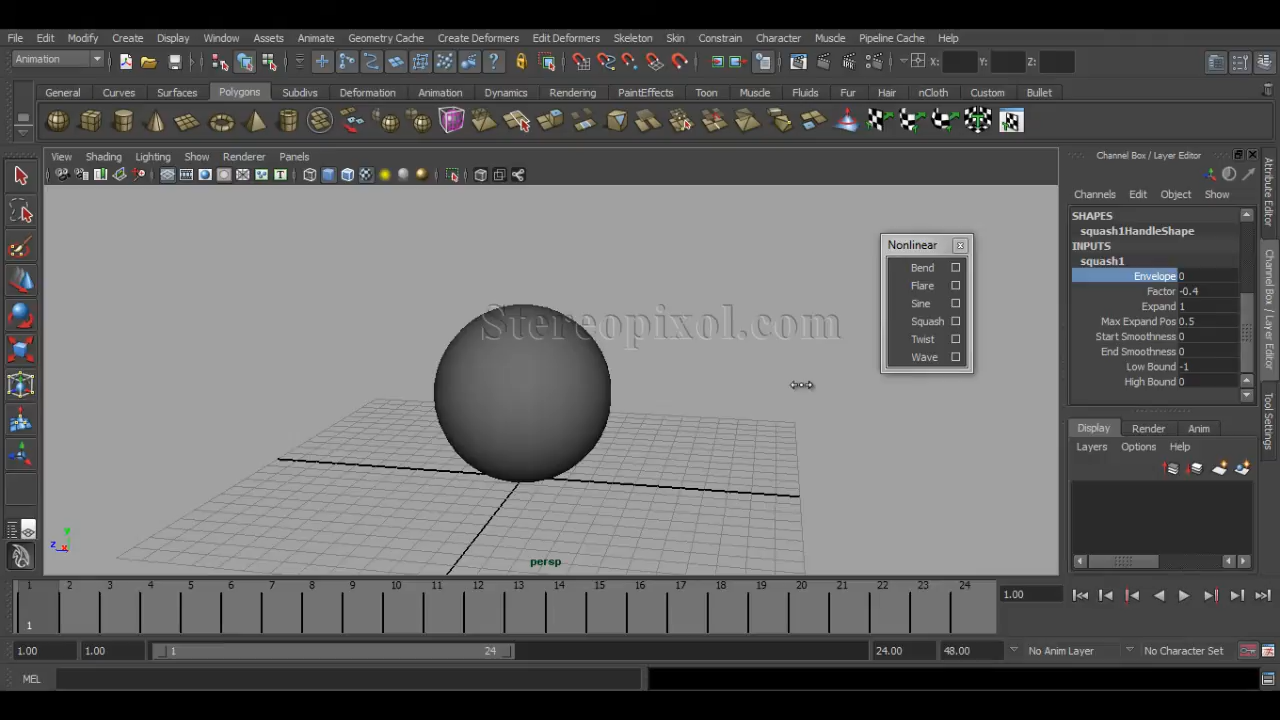 File Edit Modify Create Display Window Assets Animate Geometry Cache Create Deformers Edit Deformers Skeleton Skin Constrain Character Muscle Pipeline Cache Help
Animation X: Y: Z:
General Curves Surfaces Polygons Subdivs Deformation Animation Dynamics Rendering PaintEffects Toon Muscle Fluids Fur Hair nCloth Custom Bullet
View Shading Lighting Show Renderer Panels
Channel Box / Layer Editor
Channels Edit Object Show
SHAPES
squash1HandleShape
INPUTS
squash1
Envelope 0
Factor -0.4
Expand 1
Max Expand Pos 0.5
Start Smoothness 0
End Smoothness 0
Low Bound -1
High Bound 0
Nonlinear
Bend
Flare
Sine
Squash
Twist
Wave
Stereopixol.com
Display Render Anim
Layers Options Help
Attribute Editor
Channel Box / Layer Editor
Tool Settings
y
z x
persp
1 2 3 4 5 6 7 8 9 10 11 12 13 14 15 16 17 18 19 20 21 22 23 24
1
1.00
1.00 1.00 1 24 24.00 48.00 No Anim Layer No Character Set
MEL